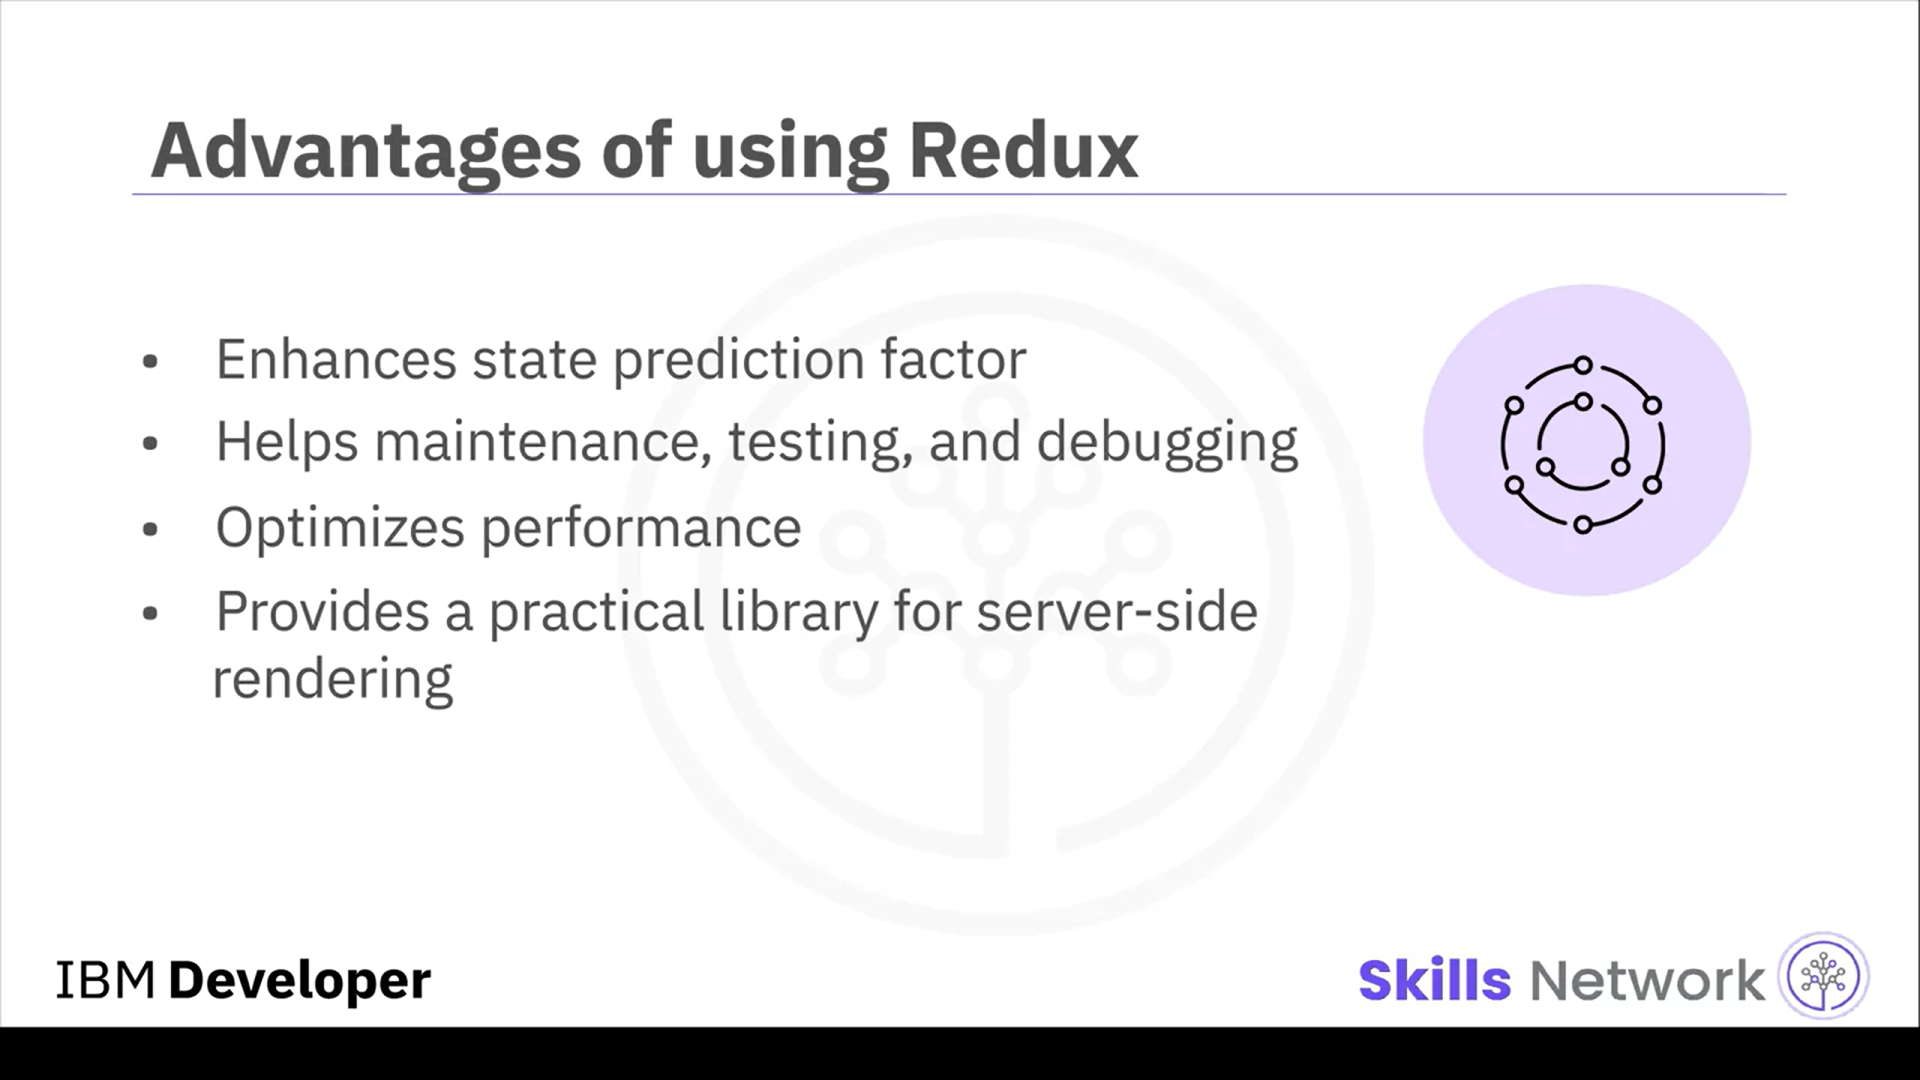 Advantages of using Redux
• Enhances state prediction factor
• Helps maintenance, testing, and debugging
• Optimizes performance
• Provides a practical library for server-side
rendering
IBM Developer
Skills Network